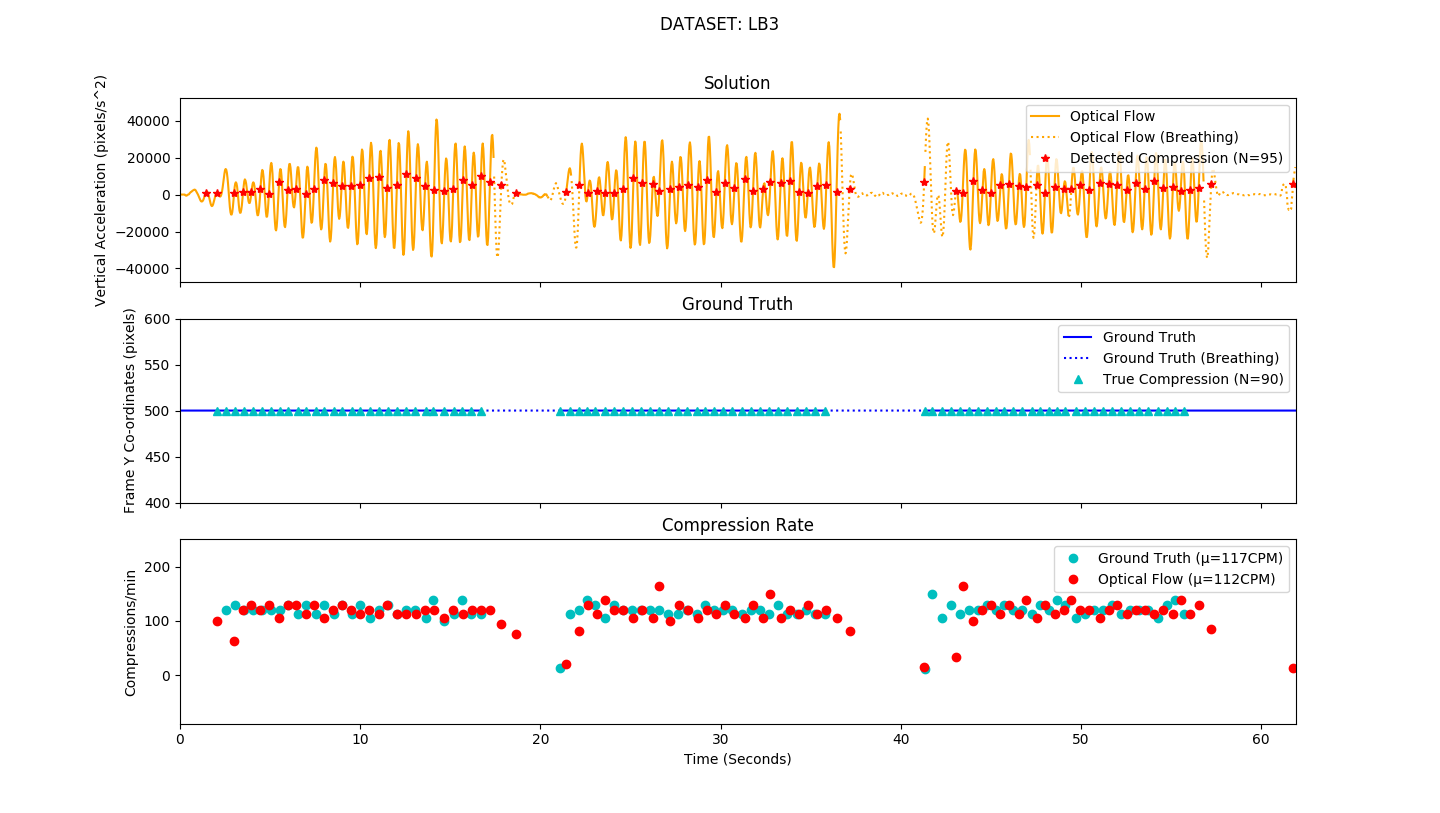 DATASET: LB3
Solution
Vertical Acceleration (pixels/s^2)
40000
20000
0
−20000
−40000
Optical Flow
Optical Flow (Breathing)
Detected Compression (N=95)
Ground Truth
Frame Y Co-ordinates (pixels)
600
550
500
450
400
Ground Truth
Ground Truth (Breathing)
True Compression (N=90)
Compression Rate
Compressions/min
200
100
0
Ground Truth (μ=117CPM)
Optical Flow (μ=112CPM)
0 10 20 30 40 50 60
Time (Seconds)